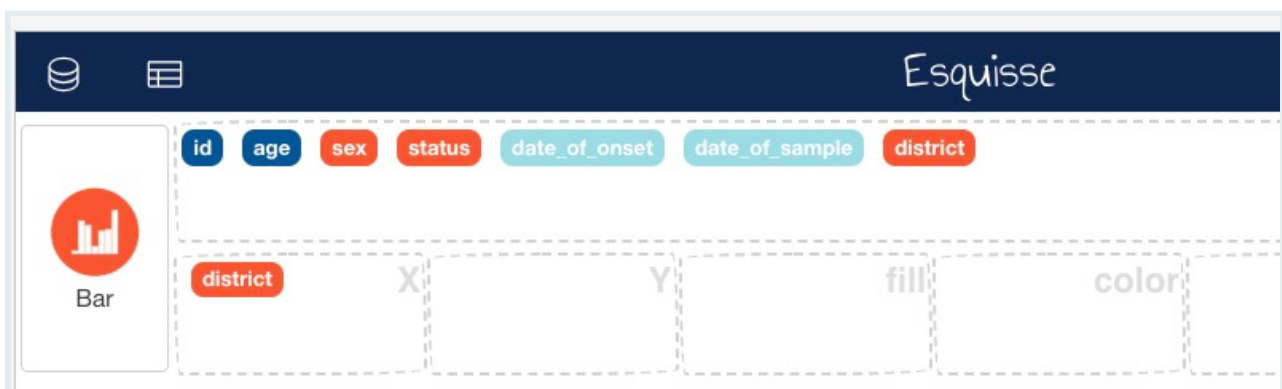 Esquisse
id age sex status date_of_onset date_of_sample district
Bar
district X Y fill color